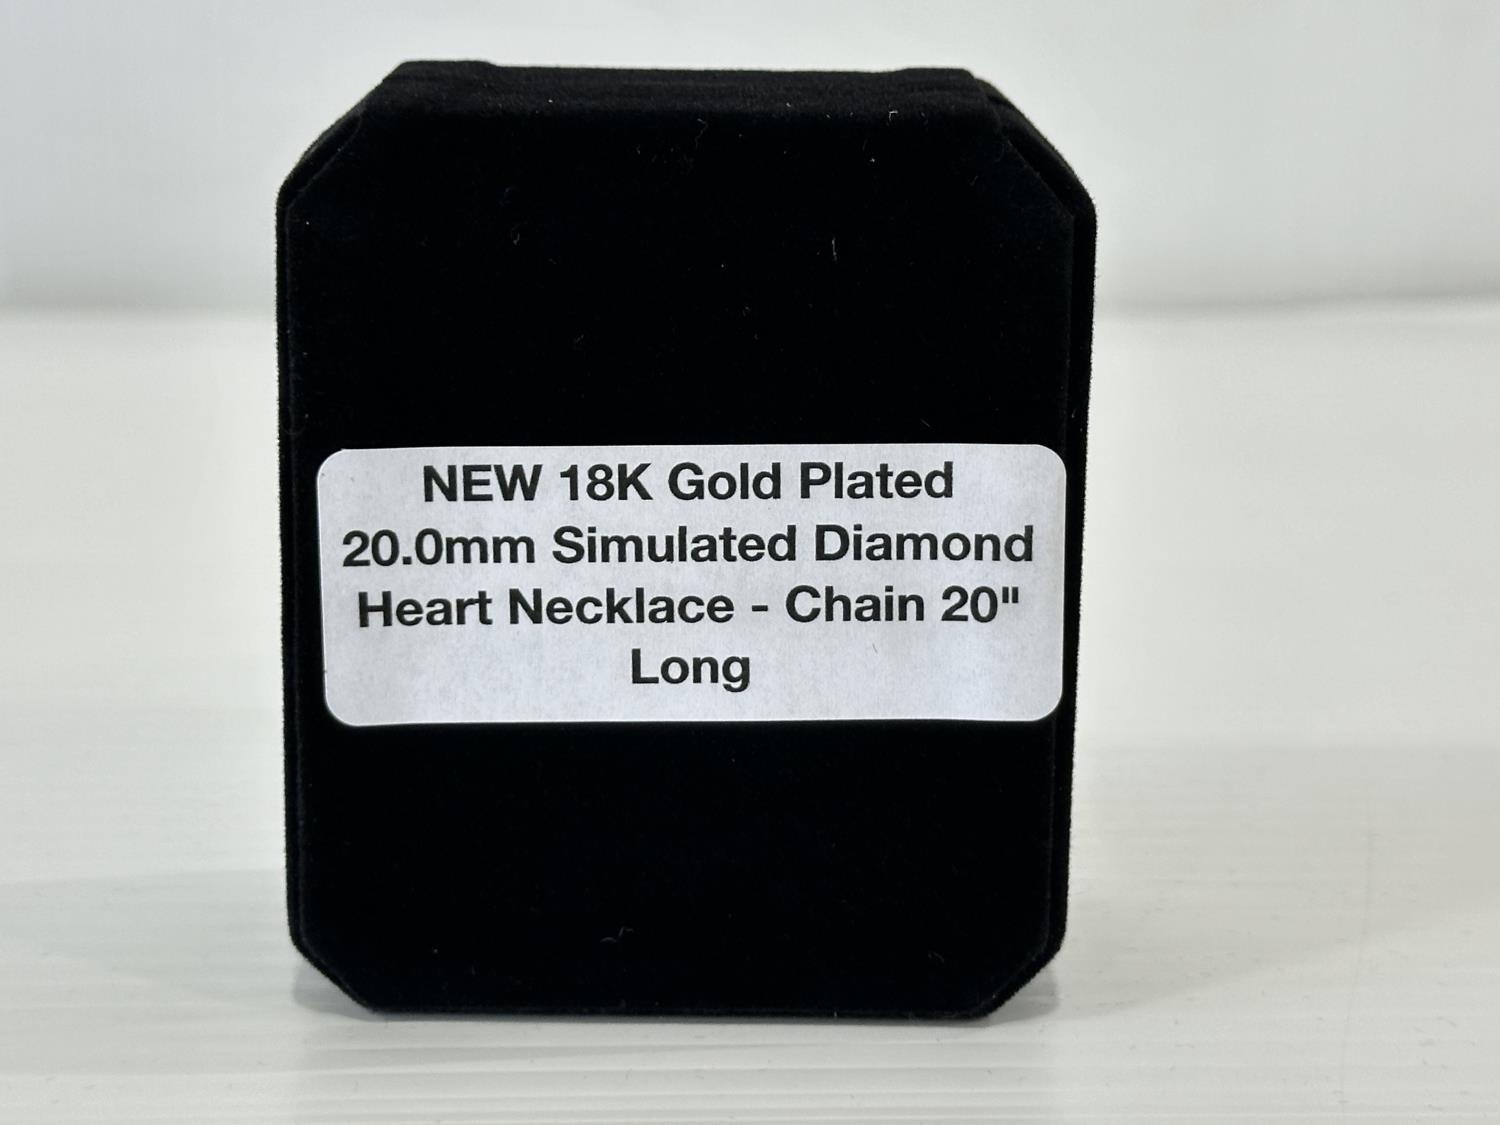 NEW 18K Gold Plated
20.0mm Simulated Diamond
Heart Necklace - Chain 20"
Long